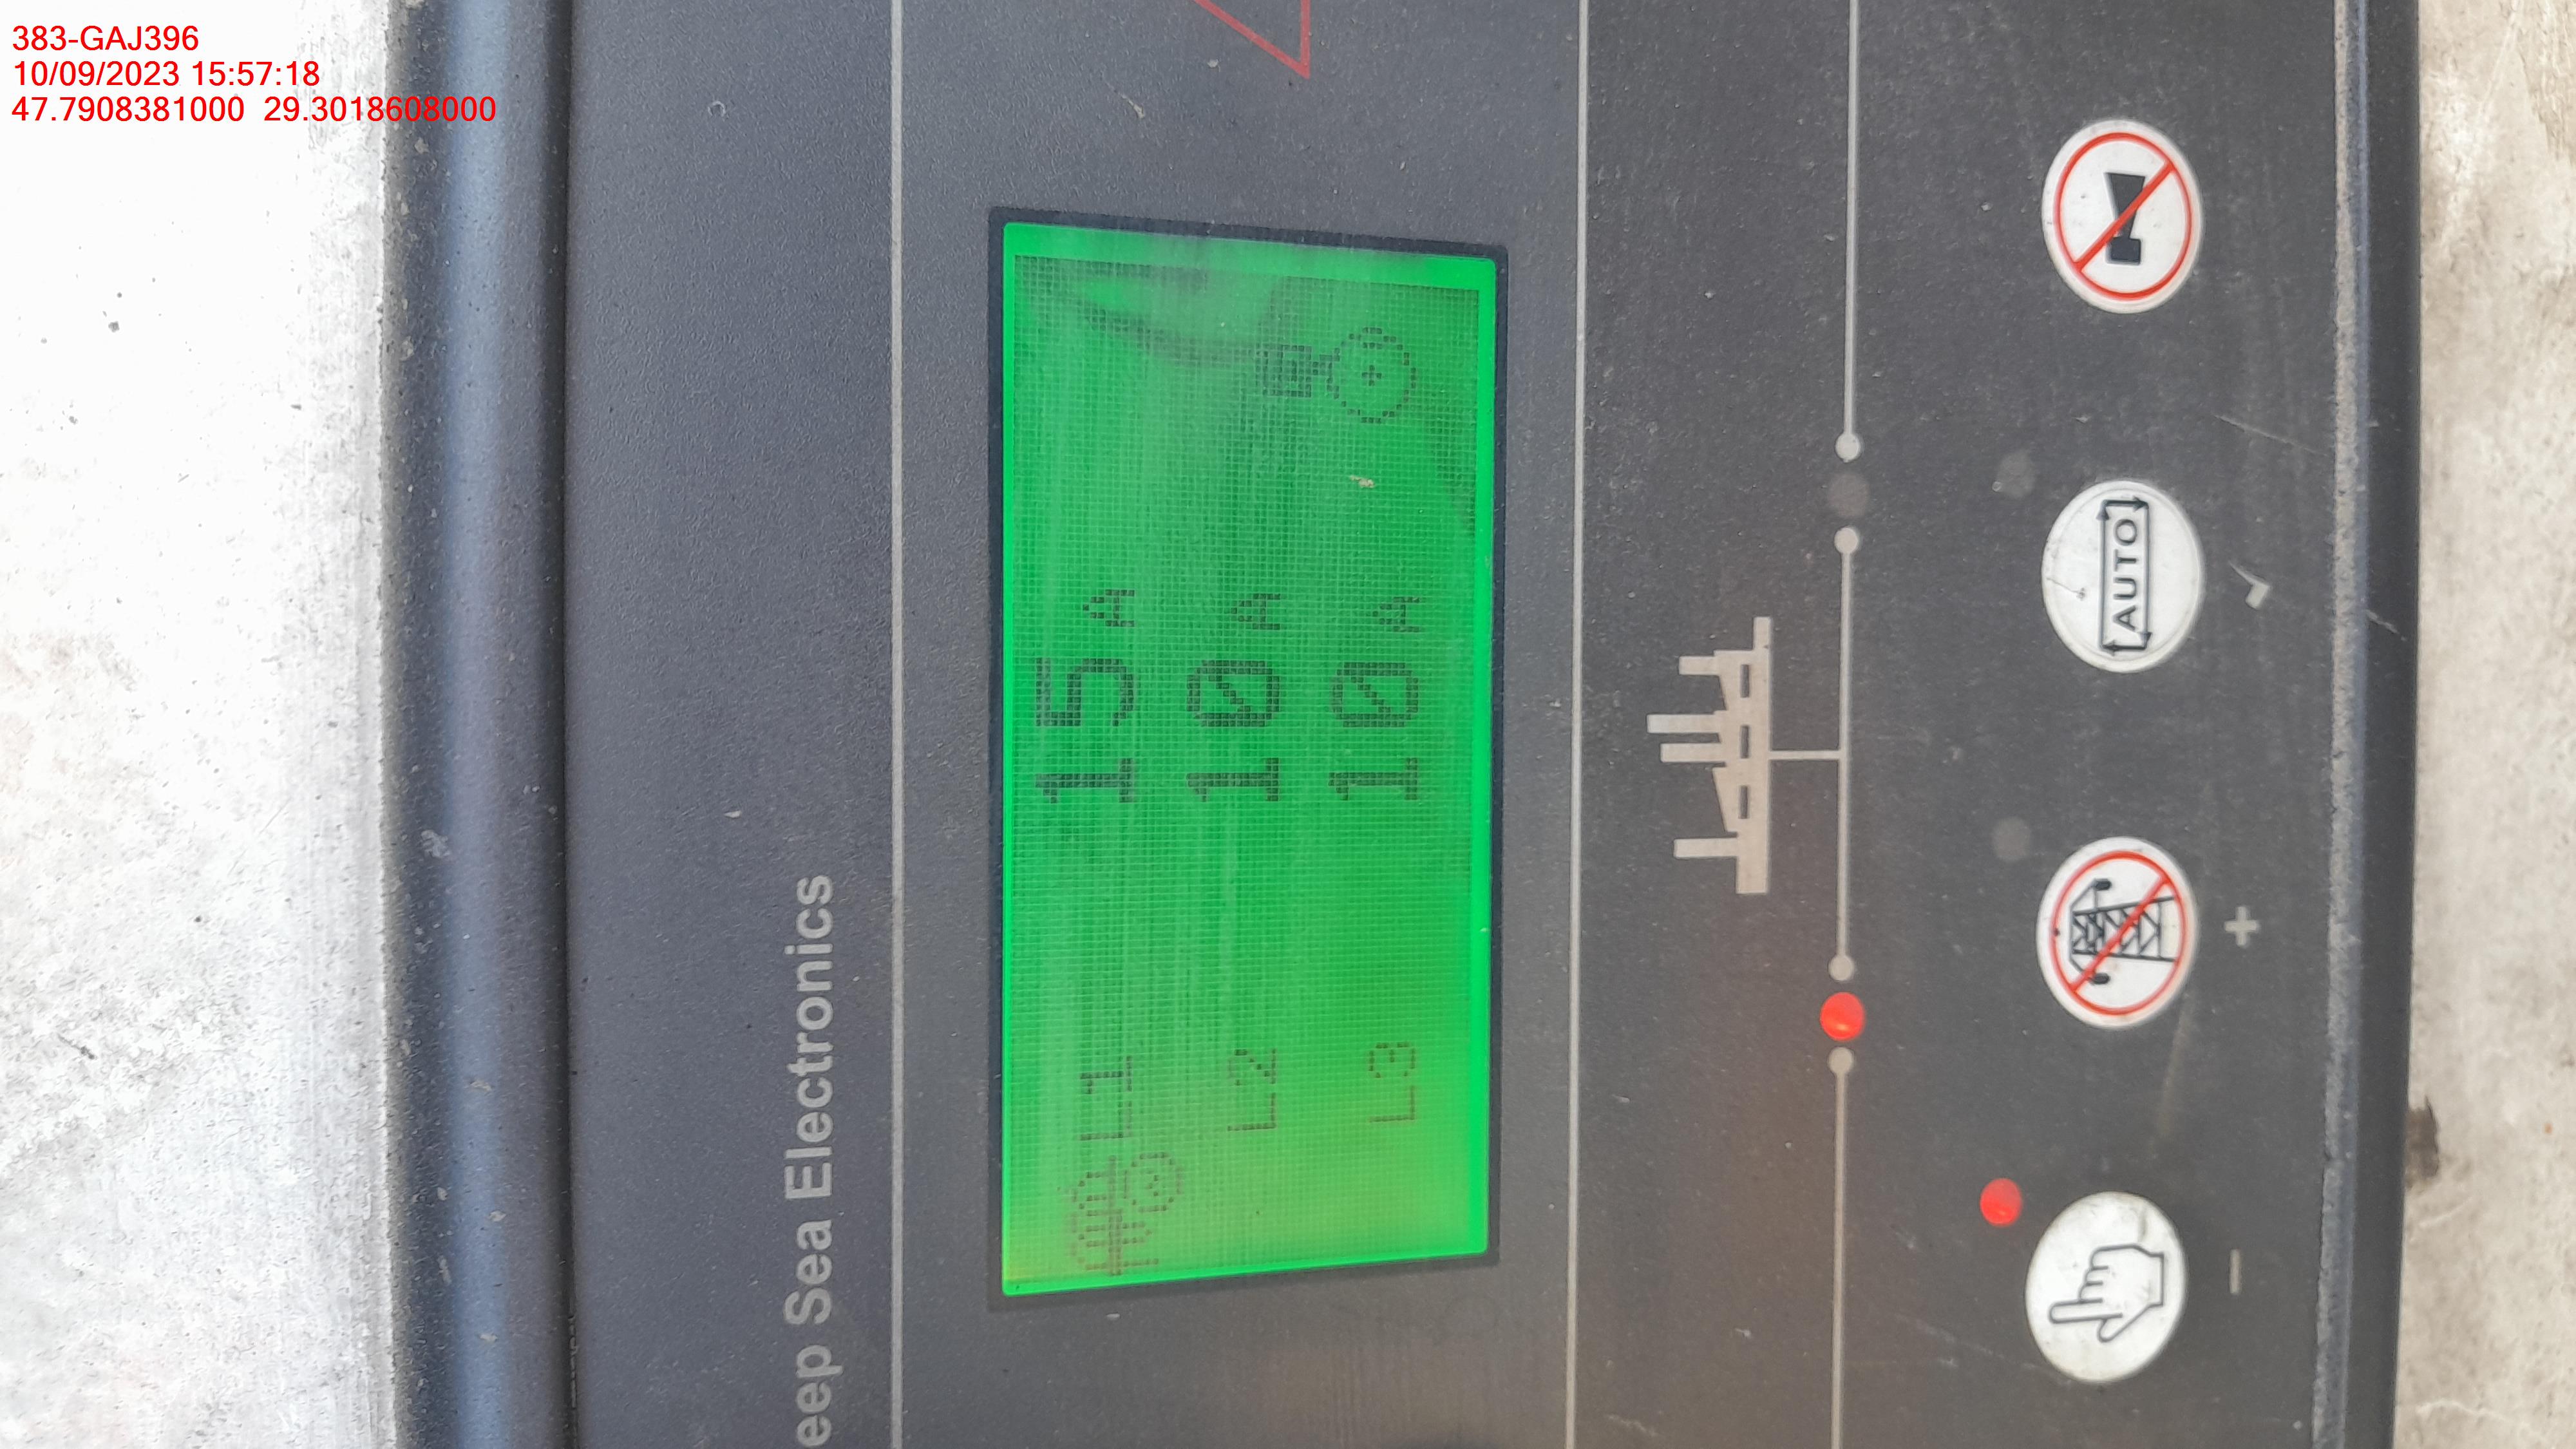 383-GAJ396
10/09/2023 15:57:18
47.7908381000 29.3018608000
eep Sea Electronics
L1 15 A
L2 10 A
L3 10 A
AUTO
+
-